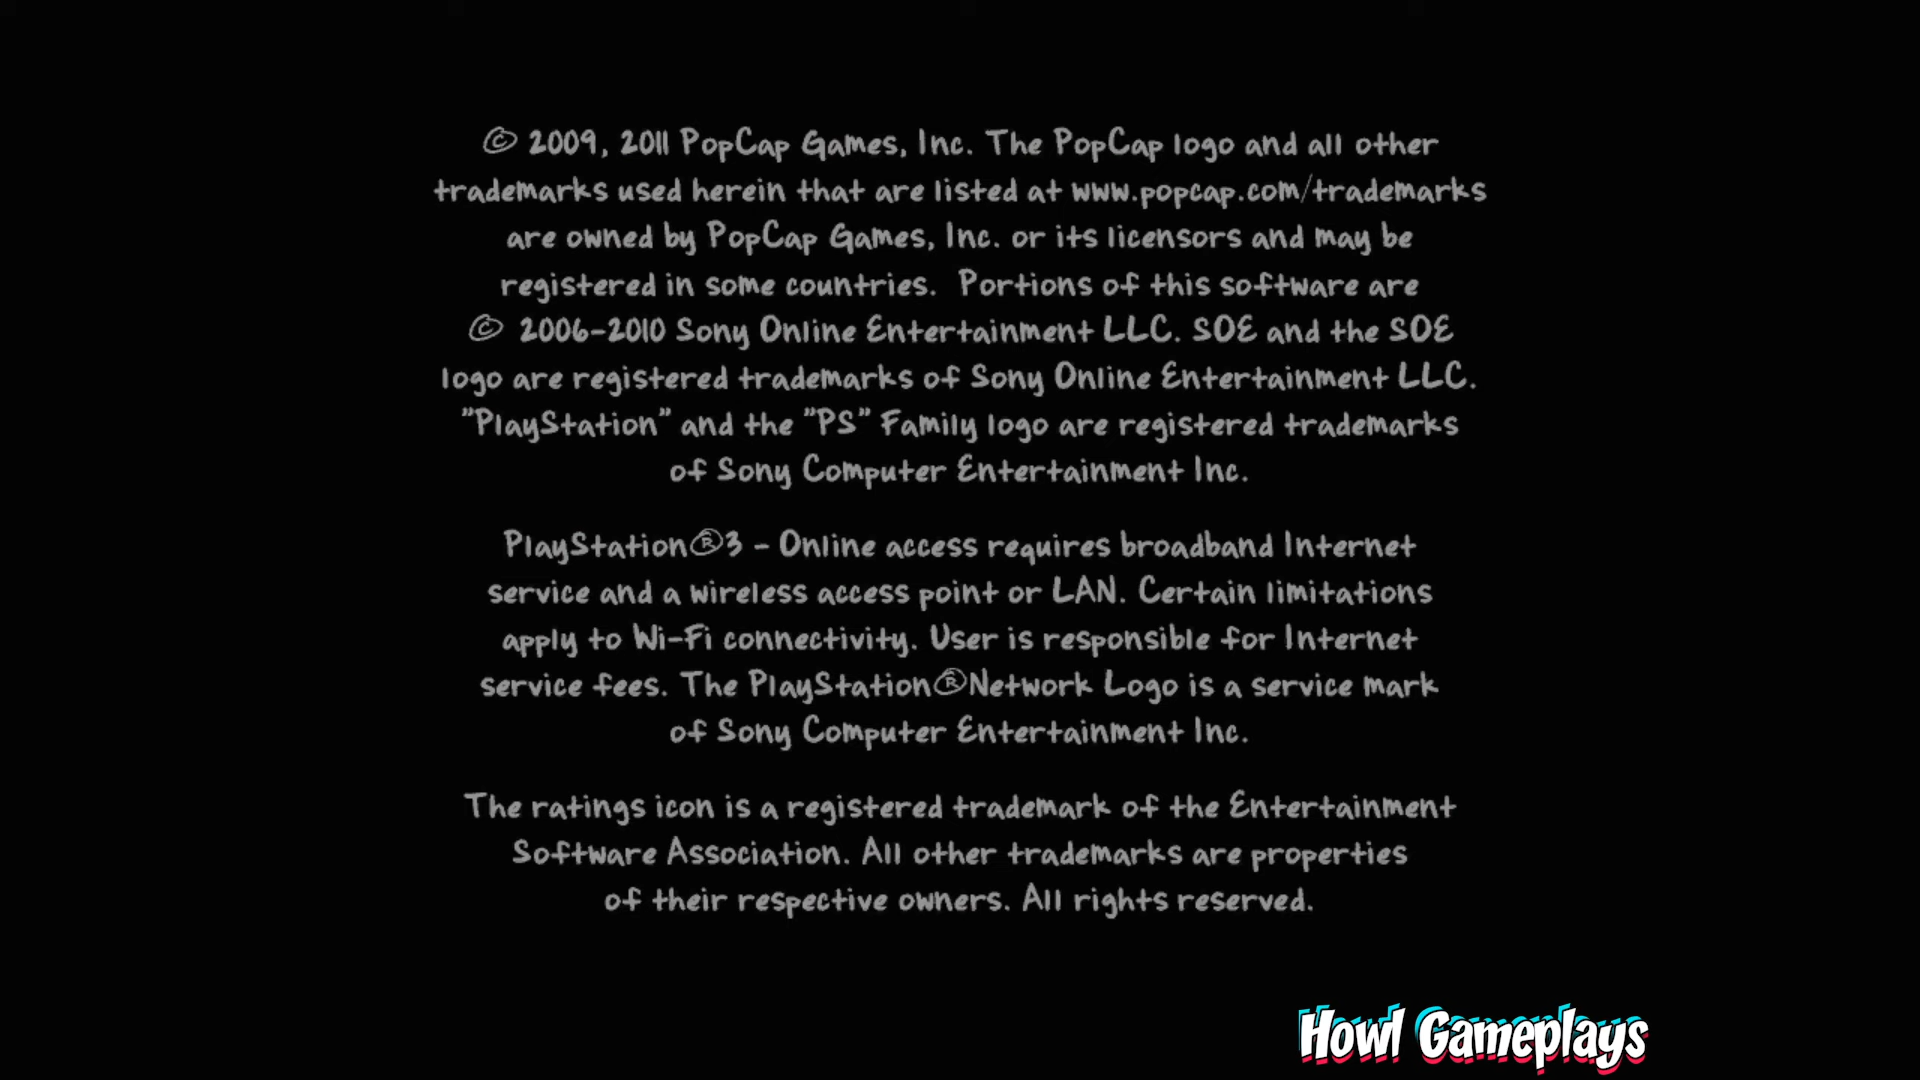 © 2009, 2011 PopCap Games, Inc. The PopCap logo and all other
trademarks used herein that are listed at www.popcap.com/trademarks
are owned by PopCap Games, Inc. or its licensors and may be
registered in some countries.  Portions of this software are
© 2006-2010 Sony Online Entertainment LLC. SOE and the SOE
logo are registered trademarks of Sony Online Entertainment LLC.
"PlayStation" and the "PS" Family logo are registered trademarks
of Sony Computer Entertainment Inc.
PlayStation®3 - Online access requires broadband Internet
service and a wireless access point or LAN. Certain limitations
apply to Wi-Fi connectivity. User is responsible for Internet
service fees. The PlayStation®Network Logo is a service mark
of Sony Computer Entertainment Inc.
The ratings icon is a registered trademark of the Entertainment
Software Association. All other trademarks are properties
of their respective owners. All rights reserved.
Howl Gameplays